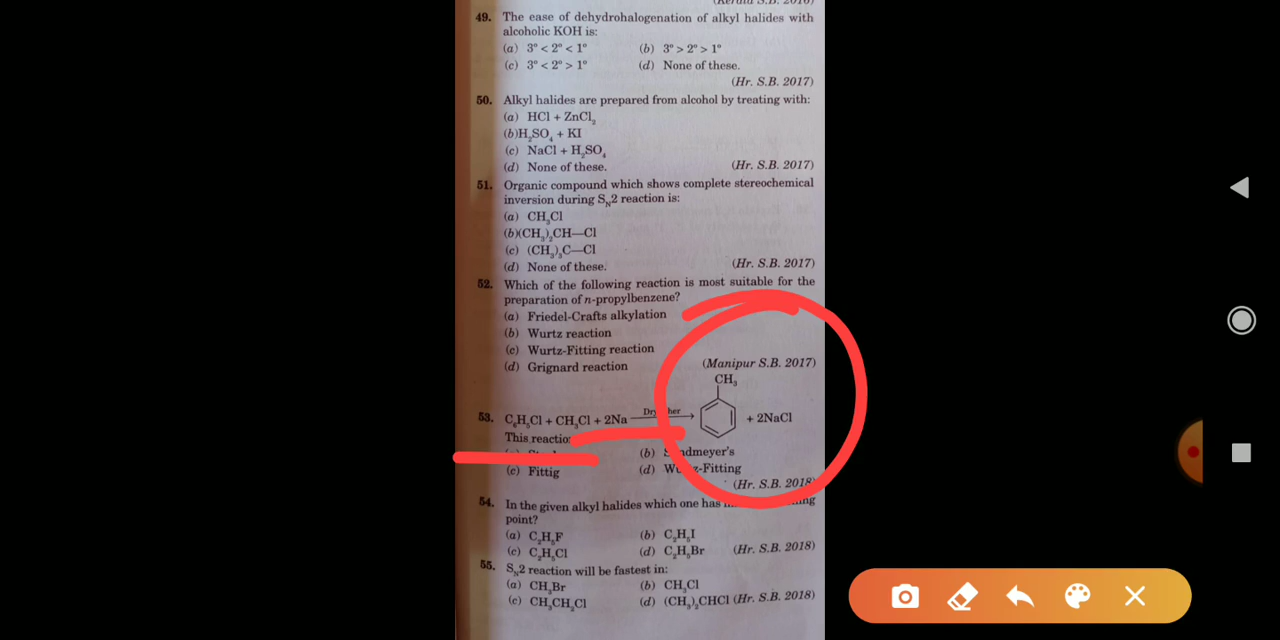 49. The ease of dehydrohalogenation of alkyl halides with
alcoholic KOH is:
(a) 3° < 2° < 1° (b) 3° > 2° > 1°
(c) 3° < 2° > 1° (d) None of these.
(Hr. S.B. 2017)
50. Alkyl halides are prepared from alcohol by treating with:
(a) HCl + ZnCl₂
(b)H₂SO₄ + KI
(c) NaCl + H₂SO₄
(d) None of these. (Hr. S.B. 2017)
51. Organic compound which shows complete stereochemical
inversion during S_N2 reaction is:
(a) CH₃Cl
(b)(CH₃)₂CH—Cl
(c) (CH₃)₃C—Cl
(d) None of these. (Hr. S.B. 2017)
52. Which of the following reaction is most suitable for the
preparation of n-propylbenzene?
(a) Friedel-Crafts alkylation
(b) Wurtz reaction
(c) Wurtz-Fitting reaction
(d) Grignard reaction (Manipur S.B. 2017)
CH₃
53. C₆H₅Cl + CH₃Cl + 2Na → + 2NaCl
This
(b)
(c) Fittig (d)
(Hr. S.B. 2018)
54. In the given alkyl halides which one has
point?
(a) C₂H₅F (b) C₂H₅I
(c) C₂H₅Cl (d) C₂H₅Br (Hr. S.B. 2018)
55. S_N2 reaction will be fastest in:
(a) CH₃Br (b) CH₃Cl
(c) CH₃CH₂Cl (d) (CH₃)₂CHCl (Hr. S.B. 2018)